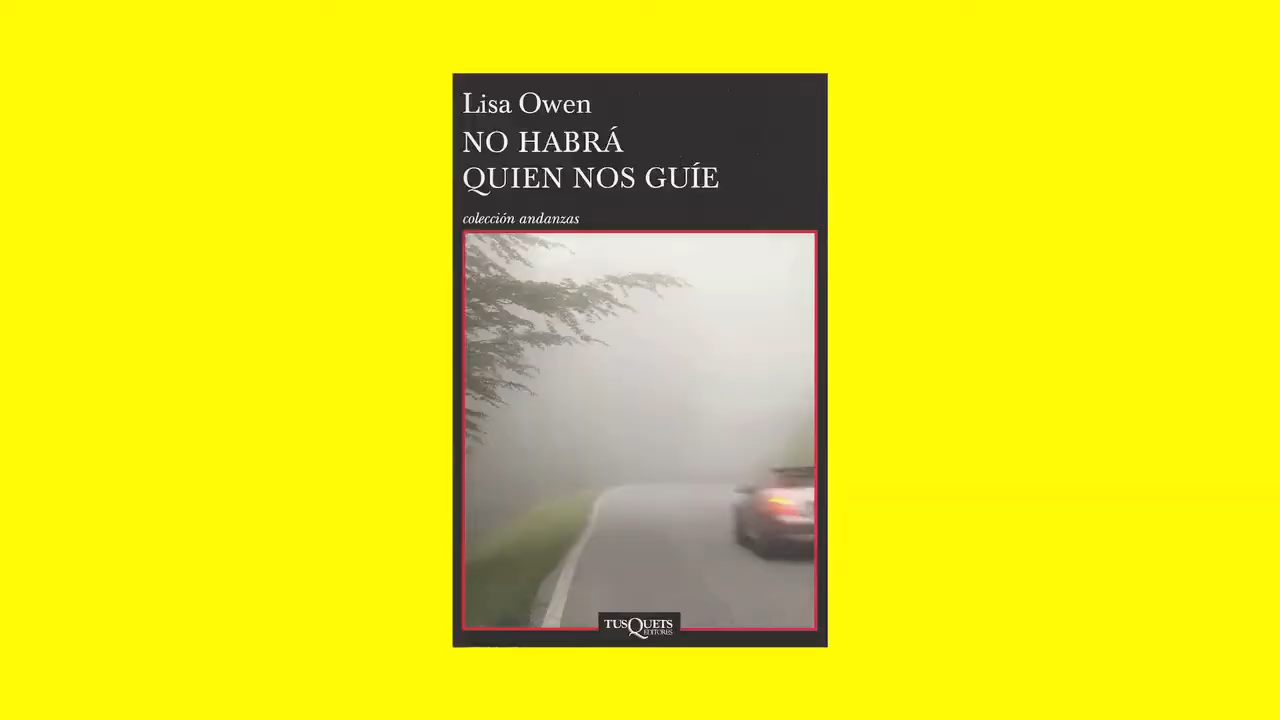 Lisa Owen
NO HABRÁ
QUIEN NOS GUÍE
colección andanzas
TUSQUETS
EDITORES